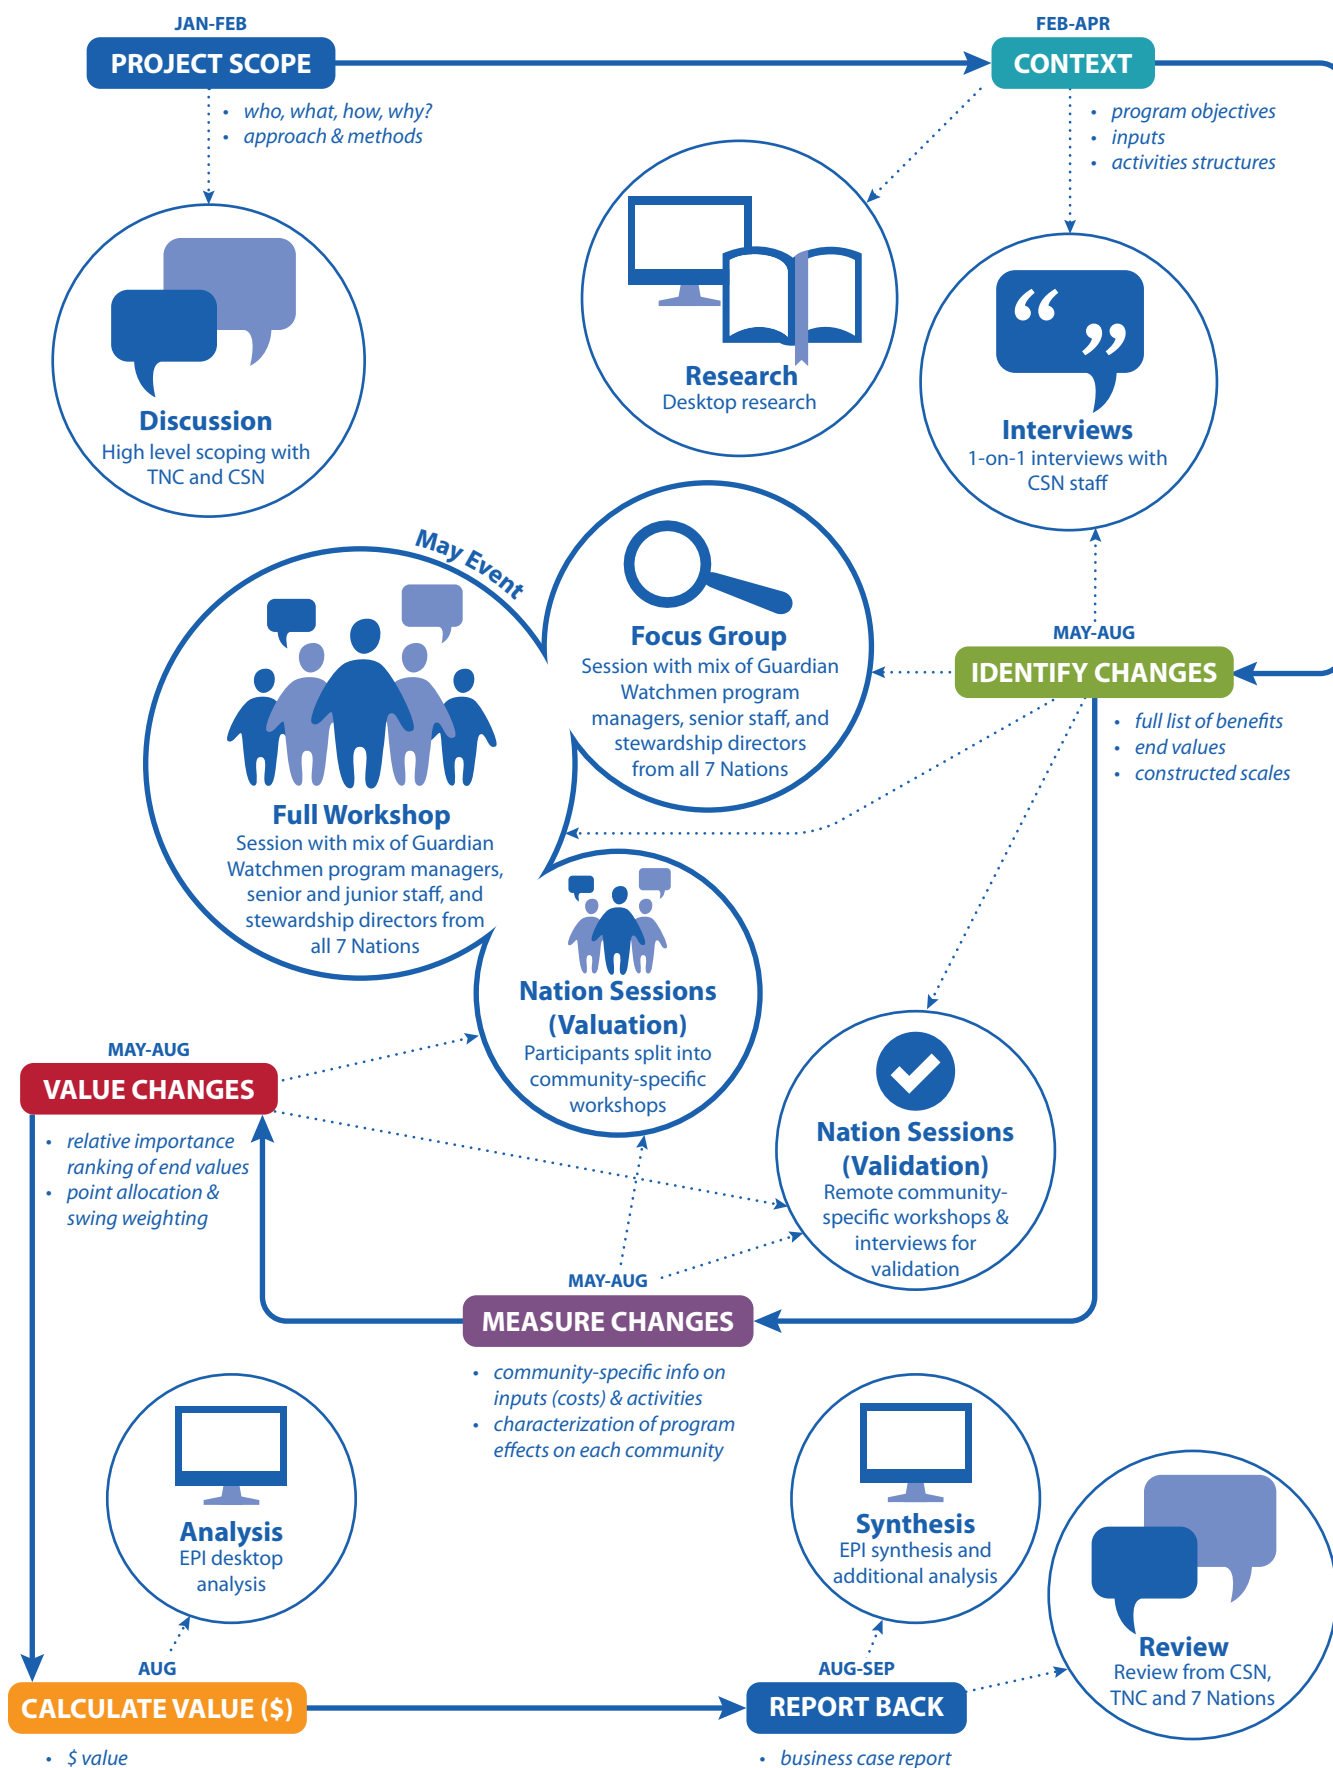 JAN-FEB
PROJECT SCOPE
• who, what, how, why?
• approach & methods
FEB-APR
CONTEXT
• program objectives
• inputs
• activities structures
Discussion
High level scoping with
TNC and CSN
Research
Desktop research
“ ”
Interviews
1-on-1 interviews with
CSN staff
May Event
Focus Group
Session with mix of Guardian
Watchmen program
managers, senior staff, and
stewardship directors
from all 7 Nations
MAY-AUG
IDENTIFY CHANGES
• full list of benefits
• end values
• constructed scales
Full Workshop
Session with mix of Guardian
Watchmen program managers,
senior and junior staff, and
stewardship directors from
all 7 Nations
Nation Sessions
(Valuation)
Participants split into
community-specific
workshops
MAY-AUG
VALUE CHANGES
• relative importance
ranking of end values
• point allocation &
swing weighting
Nation Sessions
(Validation)
Remote community-
specific workshops &
interviews for
validation
MAY-AUG
MEASURE CHANGES
• community-specific info on
inputs (costs) & activities
• characterization of program
effects on each community
Analysis
EPI desktop
analysis
Synthesis
EPI synthesis and
additional analysis
Review
Review from CSN,
TNC and 7 Nations
AUG
CALCULATE VALUE ($)
• $ value
AUG-SEP
REPORT BACK
• business case report